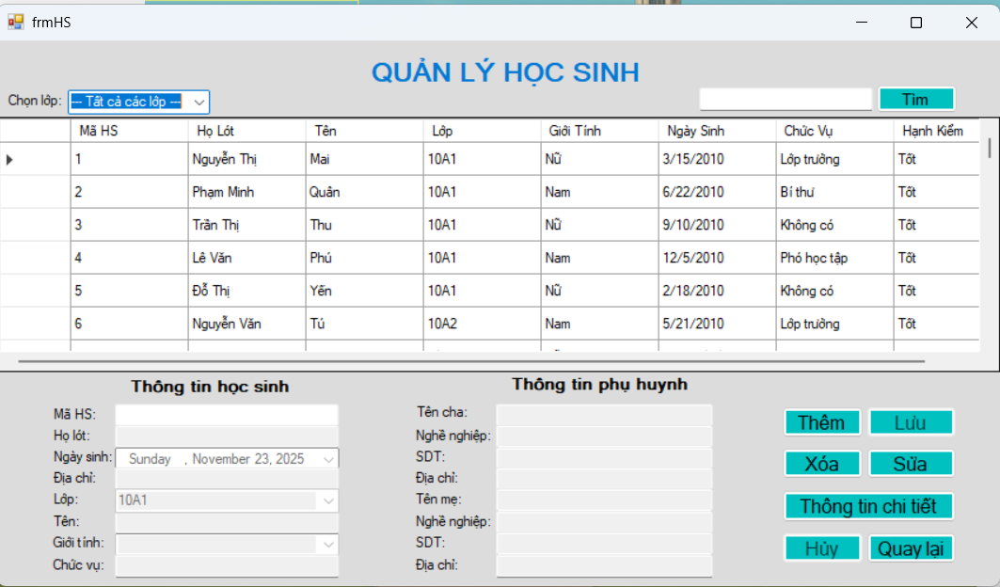 frmHS
QUẢN LÝ HỌC SINH
Chọn lớp: --- Tất cả các lớp --- Tìm
Mã HS Họ Lót Tên Lớp Giới Tính Ngày Sinh Chức Vụ Hạnh Kiểm
1 Nguyễn Thị Mai 10A1 Nữ 3/15/2010 Lớp trưởng Tốt
2 Phạm Minh Quân 10A1 Nam 6/22/2010 Bí thư Tốt
3 Trần Thị Thu 10A1 Nữ 9/10/2010 Không có Tốt
4 Lê Văn Phú 10A1 Nam 12/5/2010 Phó học tập Tốt
5 Đỗ Thị Yến 10A1 Nữ 2/18/2010 Không có Tốt
6 Nguyễn Văn Tú 10A2 Nam 5/21/2010 Lớp trưởng Tốt
Thông tin học sinh
Mã HS:
Họ lót:
Ngày sinh: Sunday , November 23, 2025
Địa chỉ:
Lớp: 10A1
Tên:
Giới tính:
Chức vụ:
Thông tin phụ huynh
Tên cha:
Nghề nghiệp:
SDT:
Địa chỉ:
Tên mẹ:
Nghề nghiệp:
SDT:
Địa chỉ:
Thêm Lưu
Xóa Sửa
Thông tin chi tiết
Hủy Quay lại